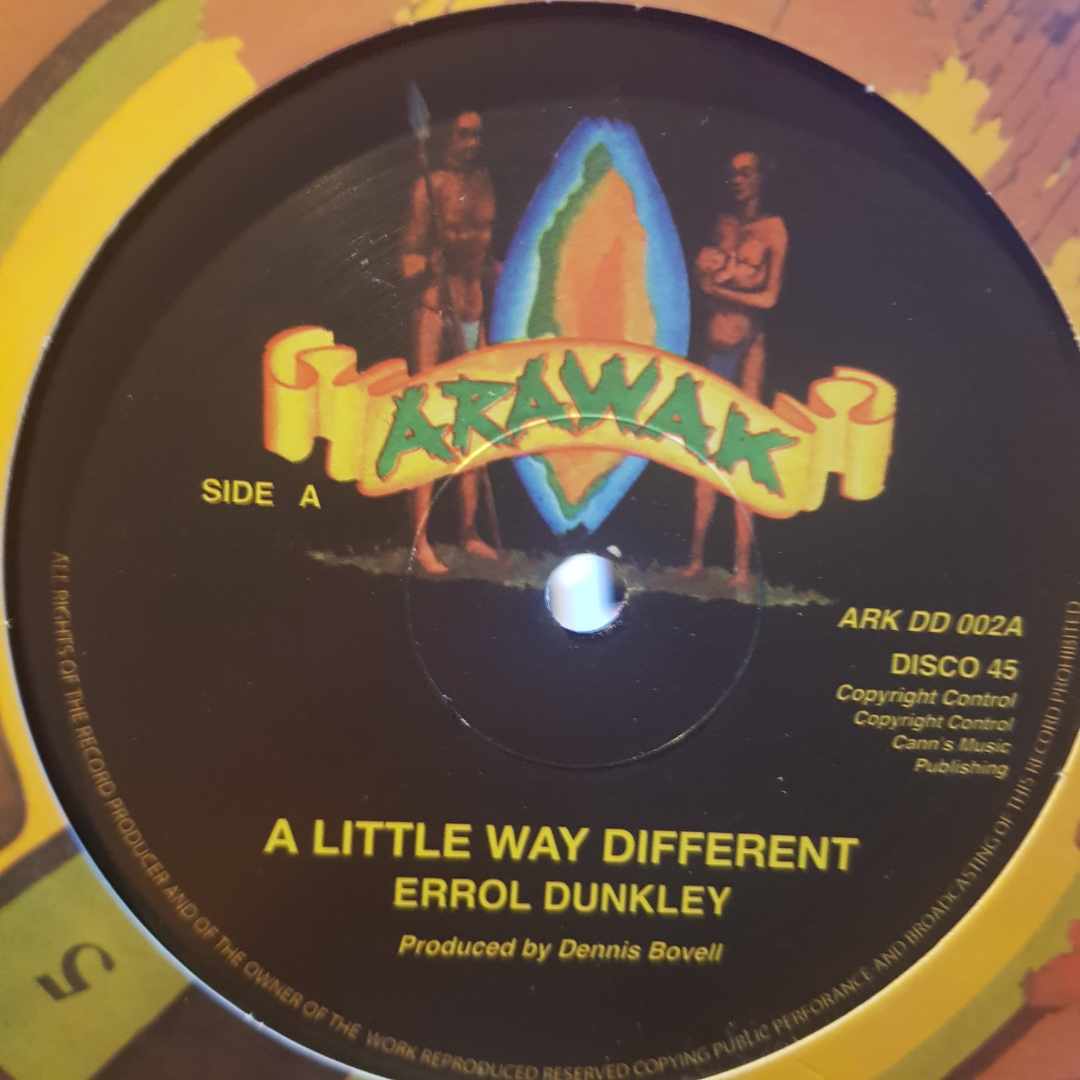 ARAWAK
SIDE A
ARK DD 002A
DISCO 45
Copyright Control
Copyright Control
Cann's Music
Publishing
A LITTLE WAY DIFFERENT
ERROL DUNKLEY
Produced by Dennis Bovell
ALL RIGHTS OF THE RECORD PRODUCER AND OF THE OWNER OF THE WORK REPRODUCED RESERVED COPYING PUBLIC PERFORANCE AND BROADCASTING OF THIS RECORD PROHIBITED
5